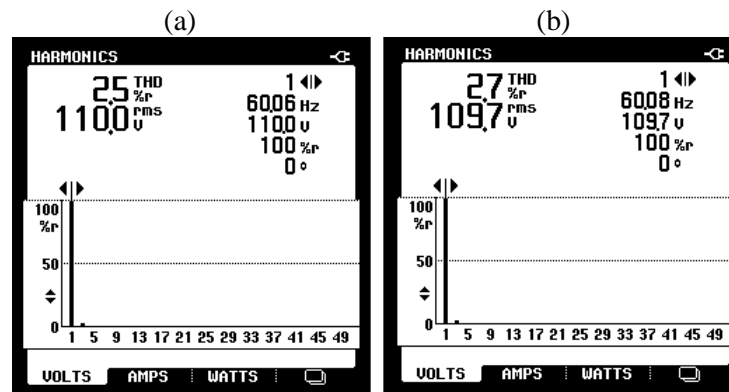 (a)
HARMONICS
2.5 THD %r
110.0 rms V
1
60.06 Hz
110.0 V
100 %r
0 °
100
%r
50
0
1 5 9 13 17 21 25 29 33 37 41 45 49
VOLTS AMPS WATTS
(b)
HARMONICS
2.7 THD %r
109.7 rms V
1
60.08 Hz
109.7 V
100 %r
0 °
100
%r
50
0
1 5 9 13 17 21 25 29 33 37 41 45 49
VOLTS AMPS WATTS